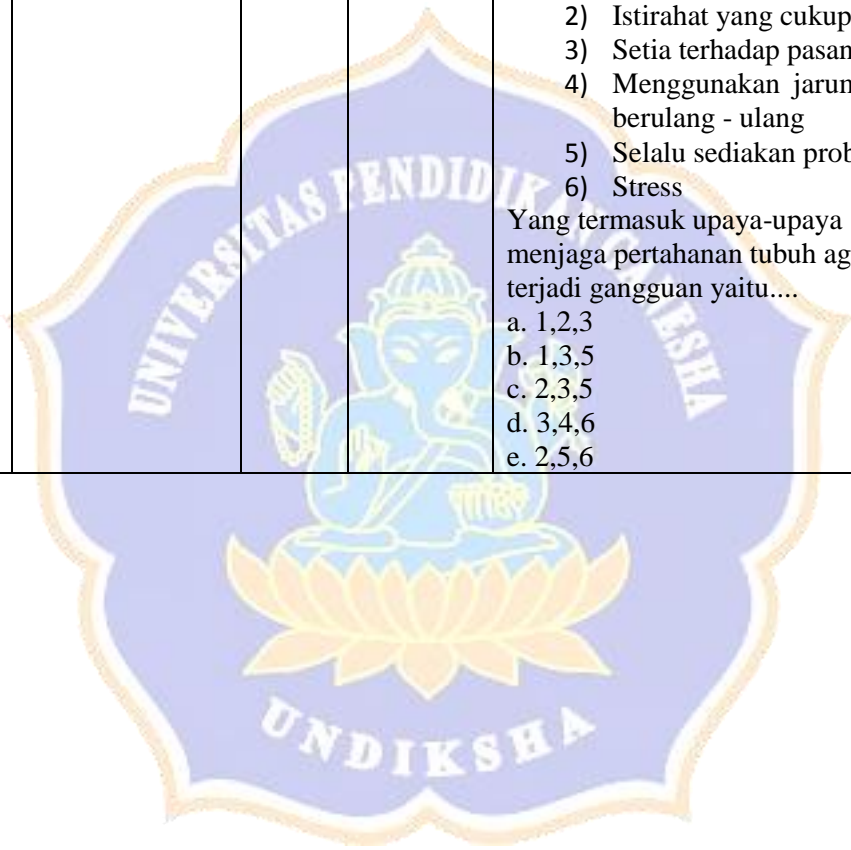 2) Istirahat yang cukup
3) Setia terhadap pasan
4) Menggunakan jarun
berulang - ulang
5) Selalu sediakan prob
6) Stress
Yang termasuk upaya-upaya
menjaga pertahanan tubuh ag
terjadi gangguan yaitu....
a. 1,2,3
b. 1,3,5
c. 2,3,5
d. 3,4,6
e. 2,5,6
UNIVERSITAS PENDIDIKAN GANESHA
UNDIKSHA